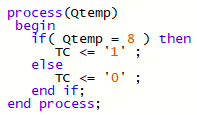 process(Qtemp)
begin
if( Qtemp = 8 ) then
TC <= '1' ;
else
TC <= '0' ;
end if;
end process;